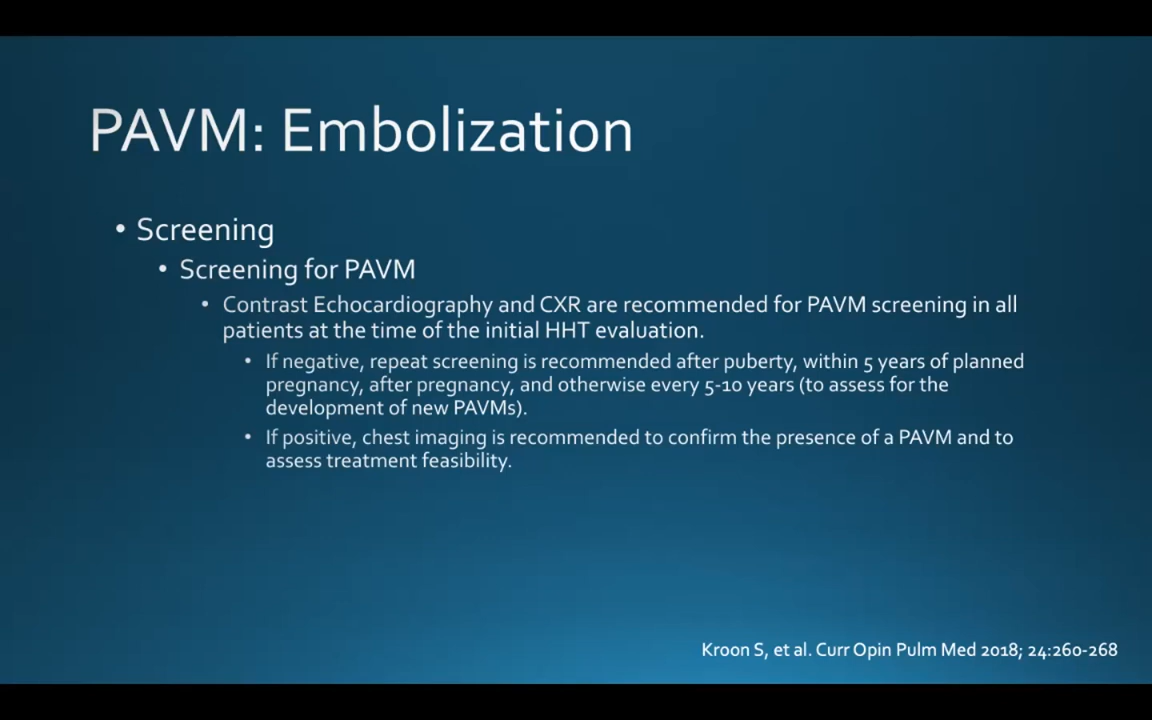 PAVM: Embolization
• Screening
• Screening for PAVM
• Contrast Echocardiography and CXR are recommended for PAVM screening in all
patients at the time of the initial HHT evaluation.
• If negative, repeat screening is recommended after puberty, within 5 years of planned
pregnancy, after pregnancy, and otherwise every 5-10 years (to assess for the
development of new PAVMs).
• If positive, chest imaging is recommended to confirm the presence of a PAVM and to
assess treatment feasibility.
Kroon S, et al. Curr Opin Pulm Med 2018; 24:260-268